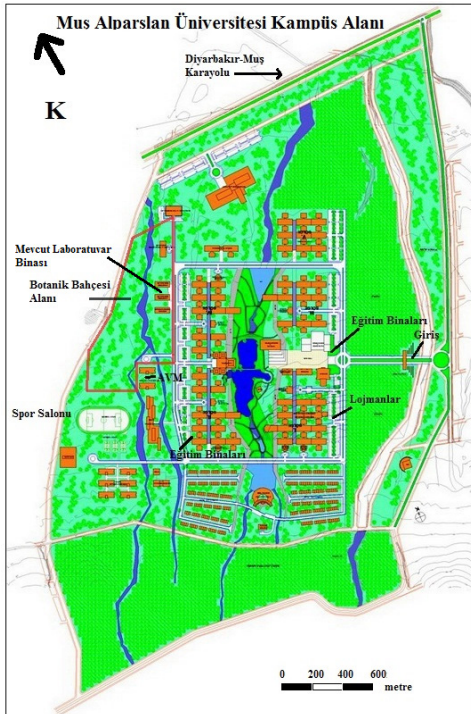 Muş Alparslan Üniversitesi Kampüs Alanı
Diyarbakır-Muş
Karayolu
K
Mevcut Laboratuvar
Binası
Botanik Bahçesi
Alanı
Eğitim Binaları
Giriş
AVM
Lojmanlar
Spor Salonu
Eğitim Binaları
0 200 400 600
metre